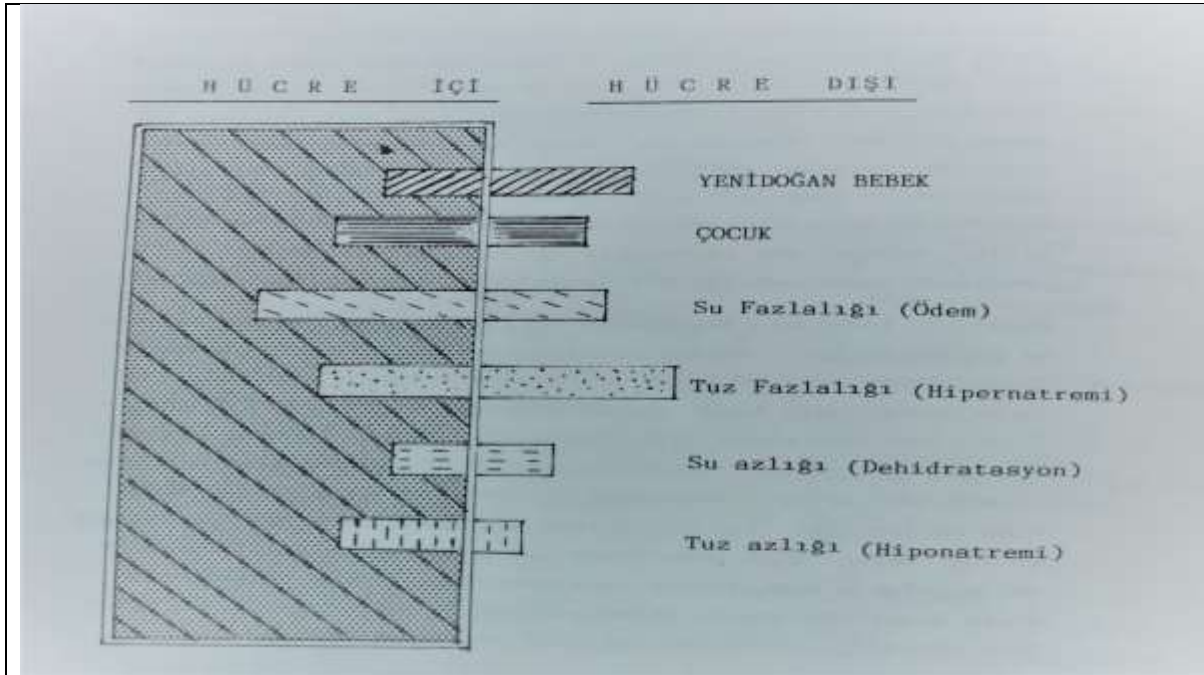 HÜCRE İÇİ
HÜCRE DIŞI
YENİDOĞAN BEBEK
ÇOCUK
Su Fazlalığı (Ödem)
Tuz Fazlalığı (Hipernatremi)
Su azlığı (Dehidratasyon)
Tuz azlığı (Hiponatremi)